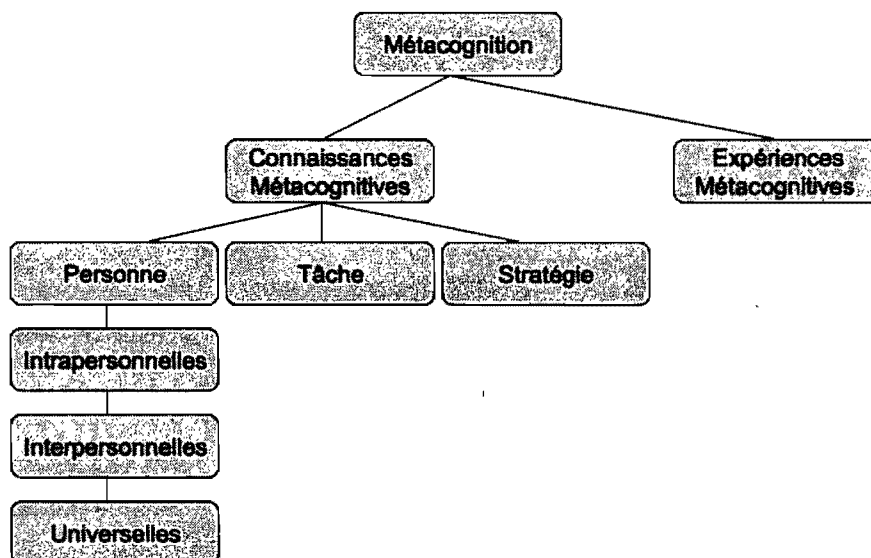 Métacognition
Connaissances
Métacognitives
Expériences
Métacognitives
Personne
Tâche
Stratégie
Intrapersonnelles
Interpersonnelles
Universelles